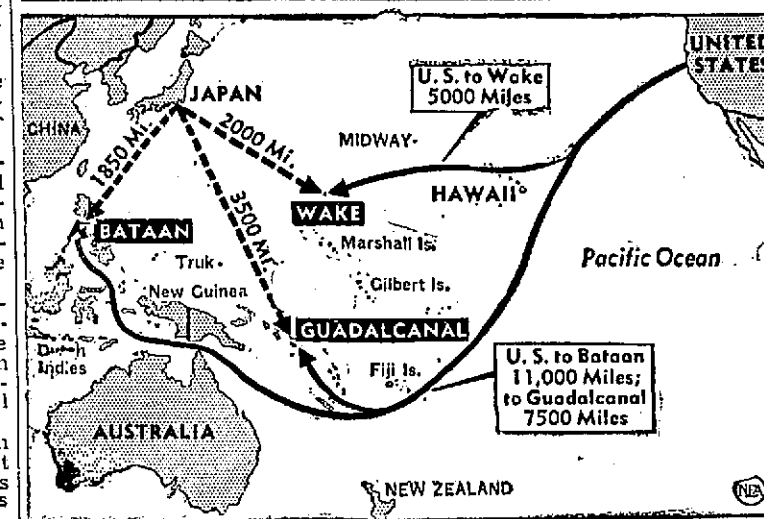 UNITED
STATES
U. S. to Wake
5000 Miles
JAPAN
CHINA
1850 Mi.
2000 Mi.
MIDWAY
3500 Mi.
HAWAII
WAKE
BATAAN
Marshall Is.
Truk
Pacific Ocean
Gilbert Is.
New Guinea
GUADALCANAL
Dutch
Indies
Fiji Is.
U. S. to Bataan
11,000 Miles;
to Guadalcanal
7500 Miles
AUSTRALIA
NEW ZEALAND
NEA